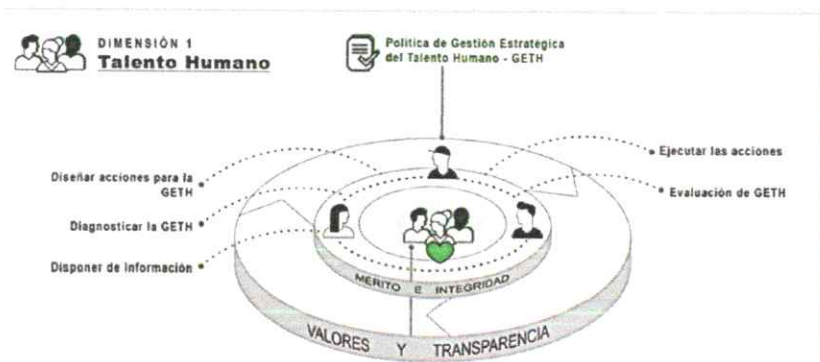 DIMENSIÓN 1
Talento Humano
Política de Gestión Estratégica
del Talento Humano - GETH
Diseñar acciones para la
GETH
Diagnosticar la GETH
Disponer de Información
Ejecutar las acciones
Evaluación de GETH
MERITO E INTEGRIDAD
VALORES Y TRANSPARENCIA